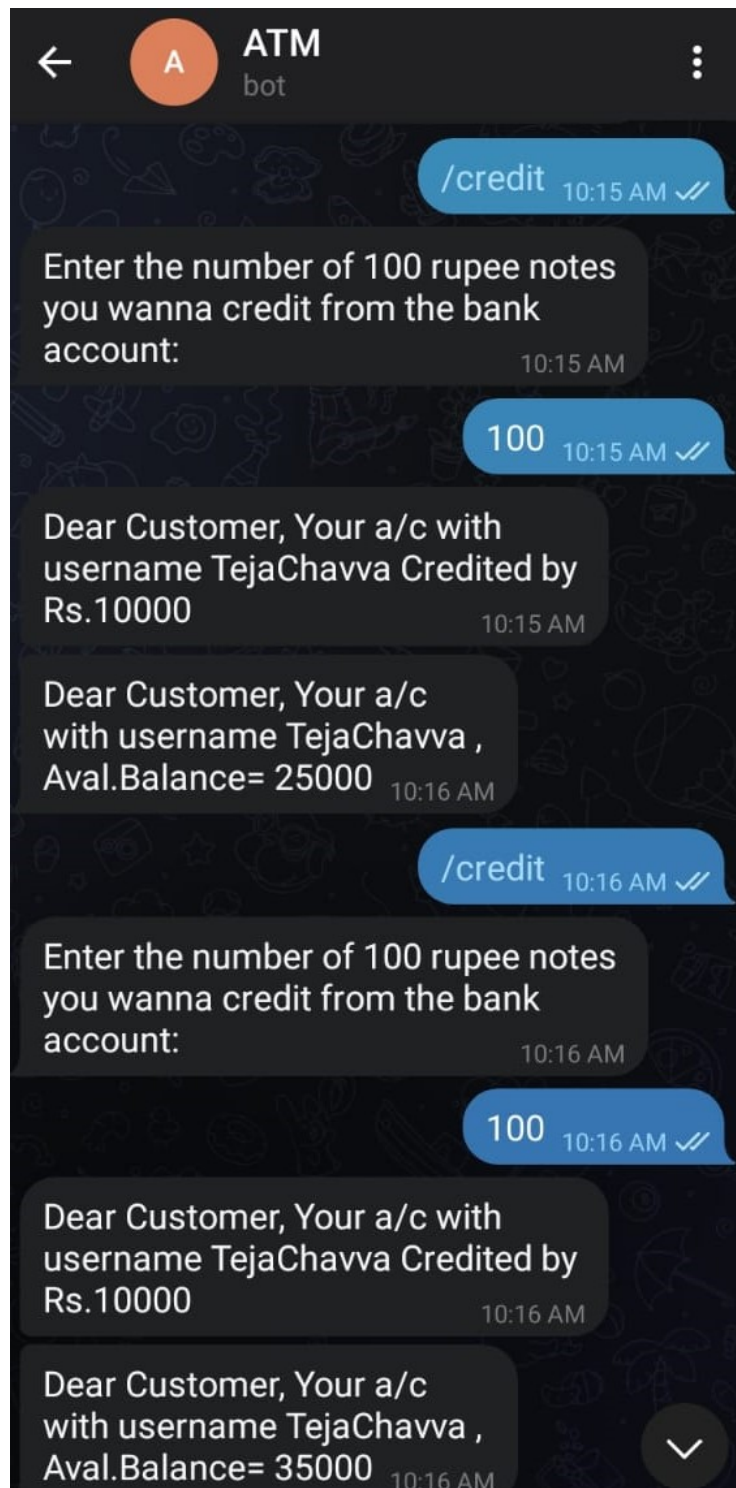 A
ATM
bot
/credit 10:15 AM
Enter the number of 100 rupee notes
you wanna credit from the bank
account:
10:15 AM
100 10:15 AM
Dear Customer, Your a/c with
username TejaChavva Credited by
Rs.10000
10:15 AM
Dear Customer, Your a/c
with username TejaChavva ,
Aval.Balance= 25000 10:16 AM
/credit 10:16 AM
Enter the number of 100 rupee notes
you wanna credit from the bank
account:
10:16 AM
100 10:16 AM
Dear Customer, Your a/c with
username TejaChavva Credited by
Rs.10000
10:16 AM
Dear Customer, Your a/c
with username TejaChavva ,
Aval.Balance= 35000 10:16 AM